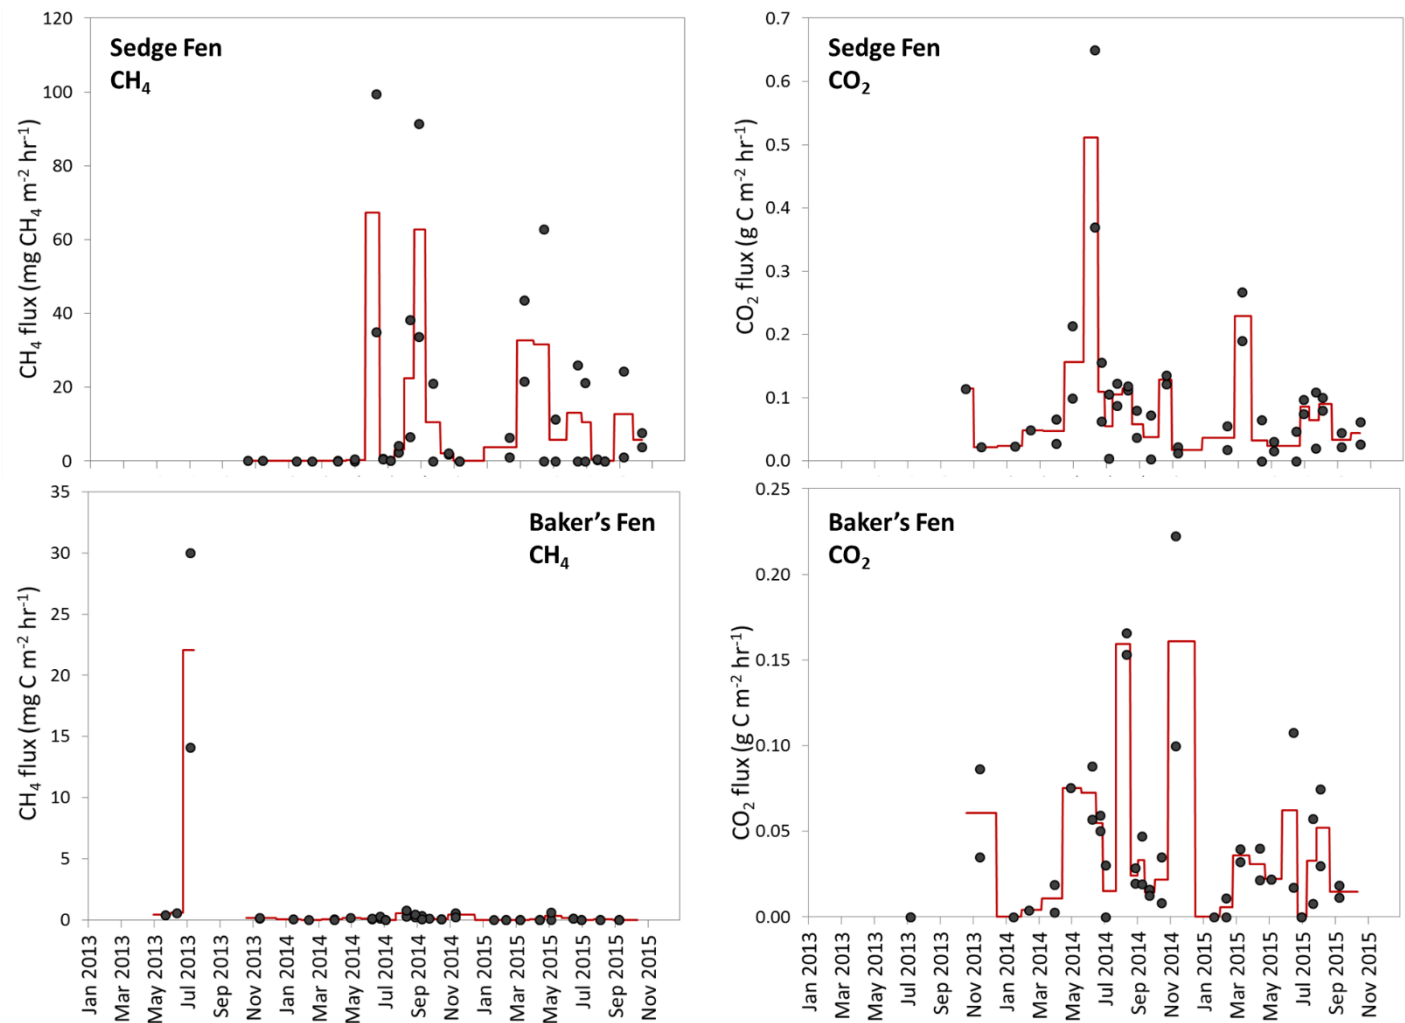 120
100
80
60
40
20
0
CH₄ flux (mg CH₄ m⁻² hr⁻¹)
Sedge Fen
CH₄
0.7
0.6
0.5
0.4
0.3
0.2
0.1
0.0
CO₂ flux (g C m⁻² hr⁻¹)
Sedge Fen
CO₂
35
30
25
20
15
10
5
0
CH₄ flux (mg C m⁻² hr⁻¹)
Baker's Fen
CH₄
Jan 2013
Mar 2013
May 2013
Jul 2013
Sep 2013
Nov 2013
Jan 2014
Mar 2014
May 2014
Jul 2014
Sep 2014
Nov 2014
Jan 2015
Mar 2015
May 2015
Jul 2015
Sep 2015
Nov 2015
0.25
0.20
0.15
0.10
0.05
0.00
CO₂ flux (g C m⁻² hr⁻¹)
Baker's Fen
CO₂
Jan 2013
Mar 2013
May 2013
Jul 2013
Sep 2013
Nov 2013
Jan 2014
Mar 2014
May 2014
Jul 2014
Sep 2014
Nov 2014
Jan 2015
Mar 2015
May 2015
Jul 2015
Sep 2015
Nov 2015